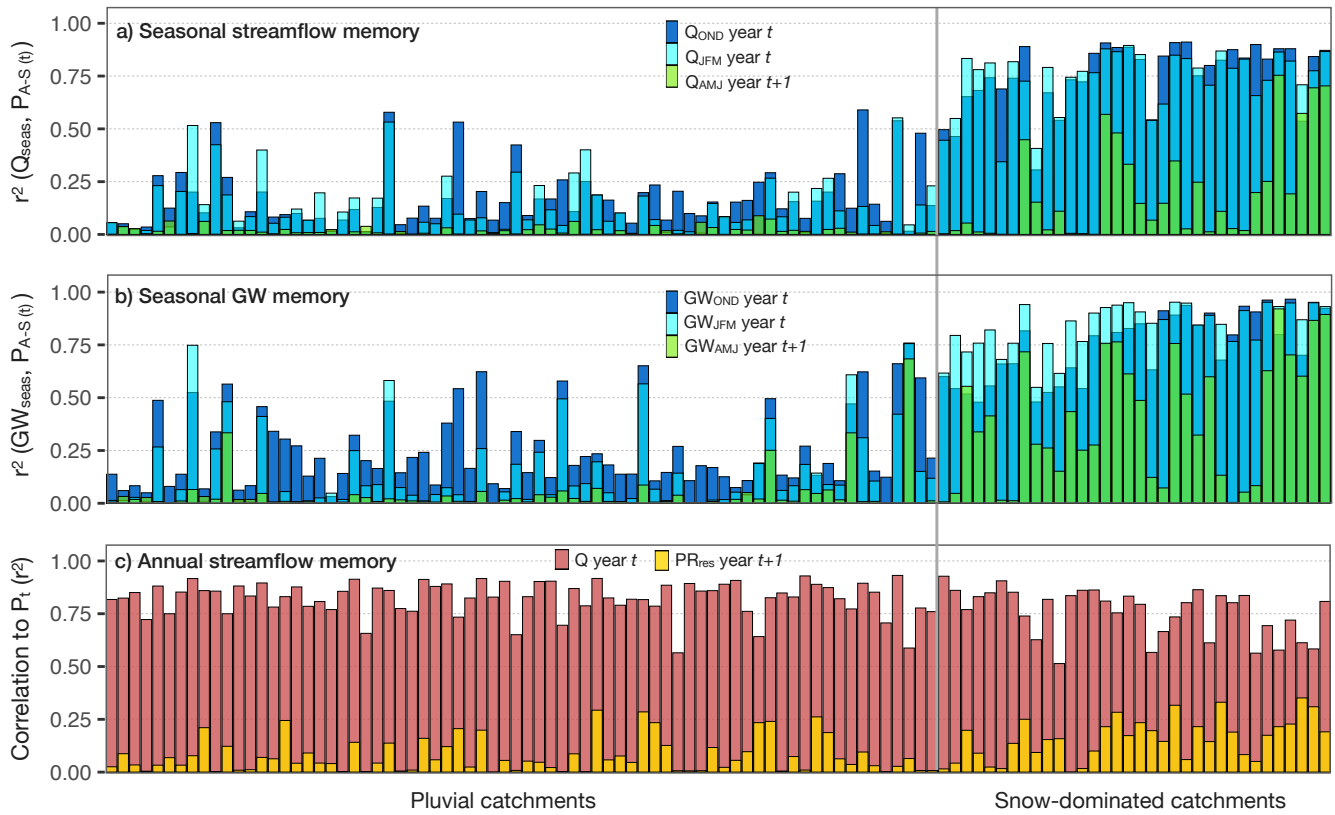 a) Seasonal streamflow memory
Q_OND year t
Q_JFM year t
Q_AMJ year t+1
1.00
0.75
0.50
0.25
0.00
r² (Q_seas, P_A-S (t))
b) Seasonal GW memory
GW_OND year t
GW_JFM year t
GW_AMJ year t+1
1.00
0.75
0.50
0.25
0.00
r² (GW_seas, P_A-S (t))
c) Annual streamflow memory
Q year t
PR_res year t+1
1.00
0.75
0.50
0.25
0.00
Correlation to P_t (r²)
Pluvial catchments
Snow-dominated catchments